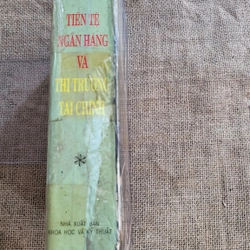 TIỀN TỆ
NGÂN HÀNG
VÀ
THỊ TRƯỜNG
TÀI CHÍNH
NHÀ XUẤT BẢN
KHOA HỌC VÀ KỸ THUẬT